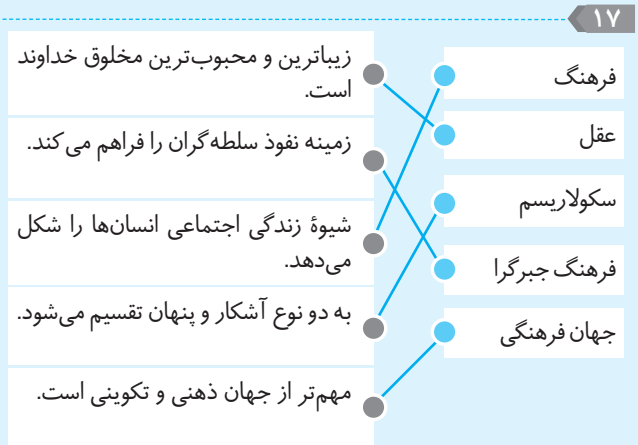 ۱۷
فرهنگ
عقل
سکولاریسم
فرهنگ جبرگرا
جهان فرهنگی
زیباترین و محبوب‌ترین مخلوق خداوند
است.
زمینه نفوذ سلطه‌گران را فراهم می‌کند.
شیوهٔ زندگی اجتماعی انسان‌ها را شکل
می‌دهد.
به دو نوع آشکار و پنهان تقسیم می‌شود.
مهم‌تر از جهان ذهنی و تکوینی است.